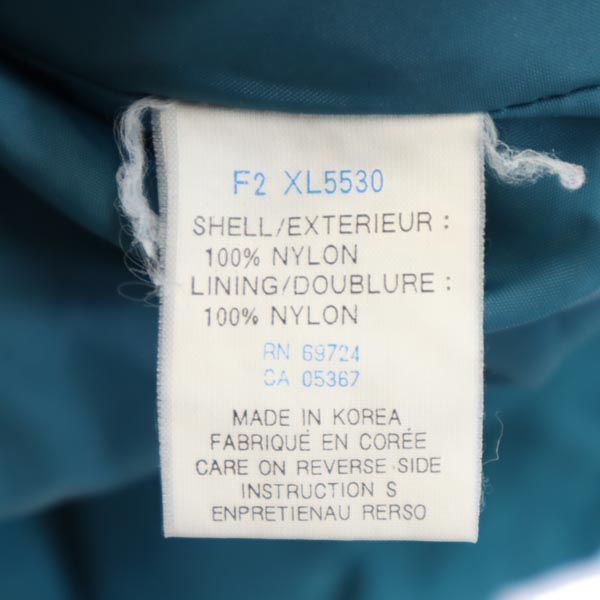 F2 XL5530
SHELL/EXTERIEUR :
100% NYLON
LINING/DOUBLURE :
100% NYLON
RN 69724
CA 05367
MADE IN KOREA
FABRIQUÉ EN CORÉE
CARE ON REVERSE SIDE
INSTRUCTION S
ENPRETIENAU RERSO